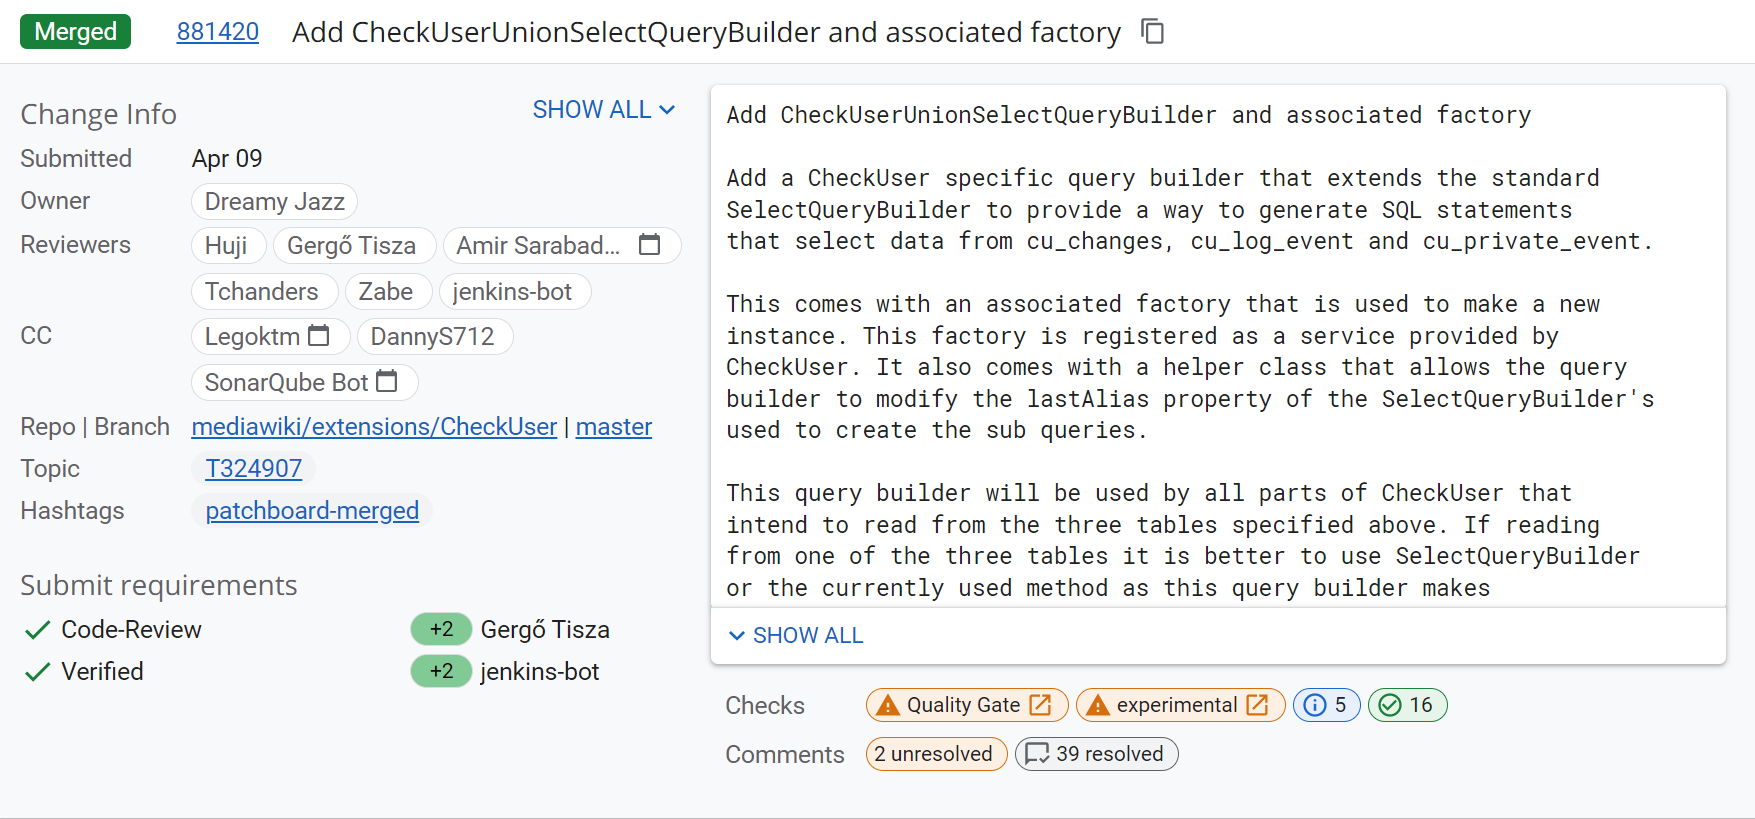 Merged 881420 Add CheckUserUnionSelectQueryBuilder and associated factory
Change Info SHOW ALL
Submitted Apr 09
Owner Dreamy Jazz
Reviewers Huji Gergő Tisza Amir Sarabad...
Tchanders Zabe jenkins-bot
CC Legoktm DannyS712
SonarQube Bot
Repo | Branch mediawiki/extensions/CheckUser | master
Topic T324907
Hashtags patchboard-merged
Submit requirements
Code-Review +2 Gergő Tisza
Verified +2 jenkins-bot
Add CheckUserUnionSelectQueryBuilder and associated factory
Add a CheckUser specific query builder that extends the standard
SelectQueryBuilder to provide a way to generate SQL statements
that select data from cu_changes, cu_log_event and cu_private_event.
This comes with an associated factory that is used to make a new
instance. This factory is registered as a service provided by
CheckUser. It also comes with a helper class that allows the query
builder to modify the lastAlias property of the SelectQueryBuilder's
used to create the sub queries.
This query builder will be used by all parts of CheckUser that
intend to read from the three tables specified above. If reading
from one of the three tables it is better to use SelectQueryBuilder
or the currently used method as this query builder makes
SHOW ALL
Checks Quality Gate experimental 5 16
Comments 2 unresolved 39 resolved